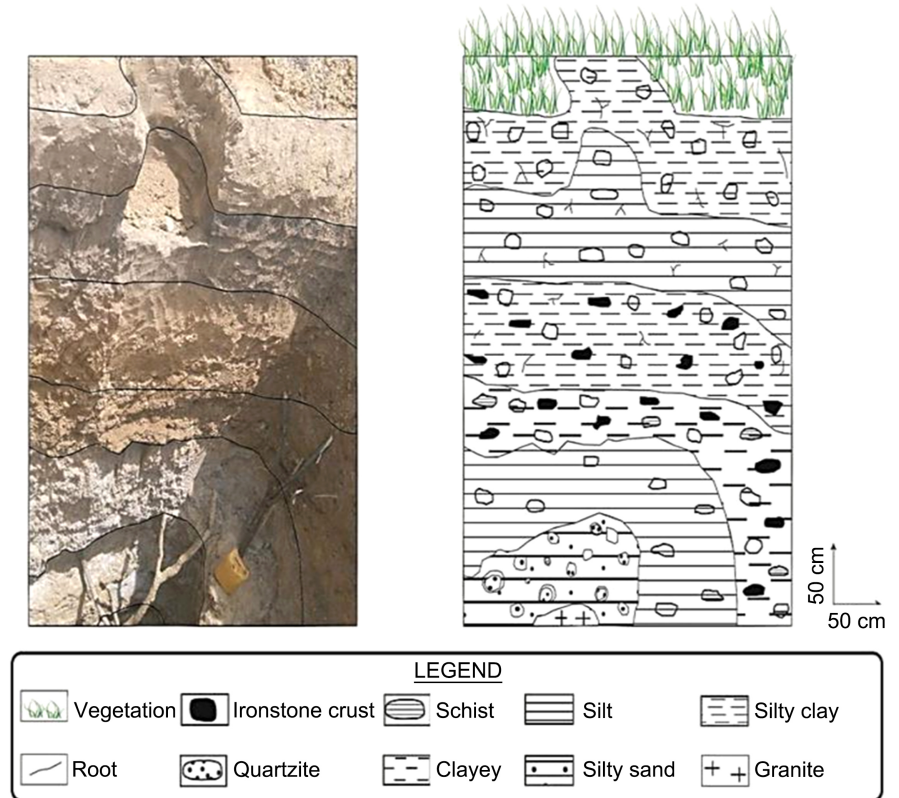 50 cm
50 cm
LEGEND
Vegetation Ironstone crust Schist Silt Silty clay
Root Quartzite Clayey Silty sand Granite